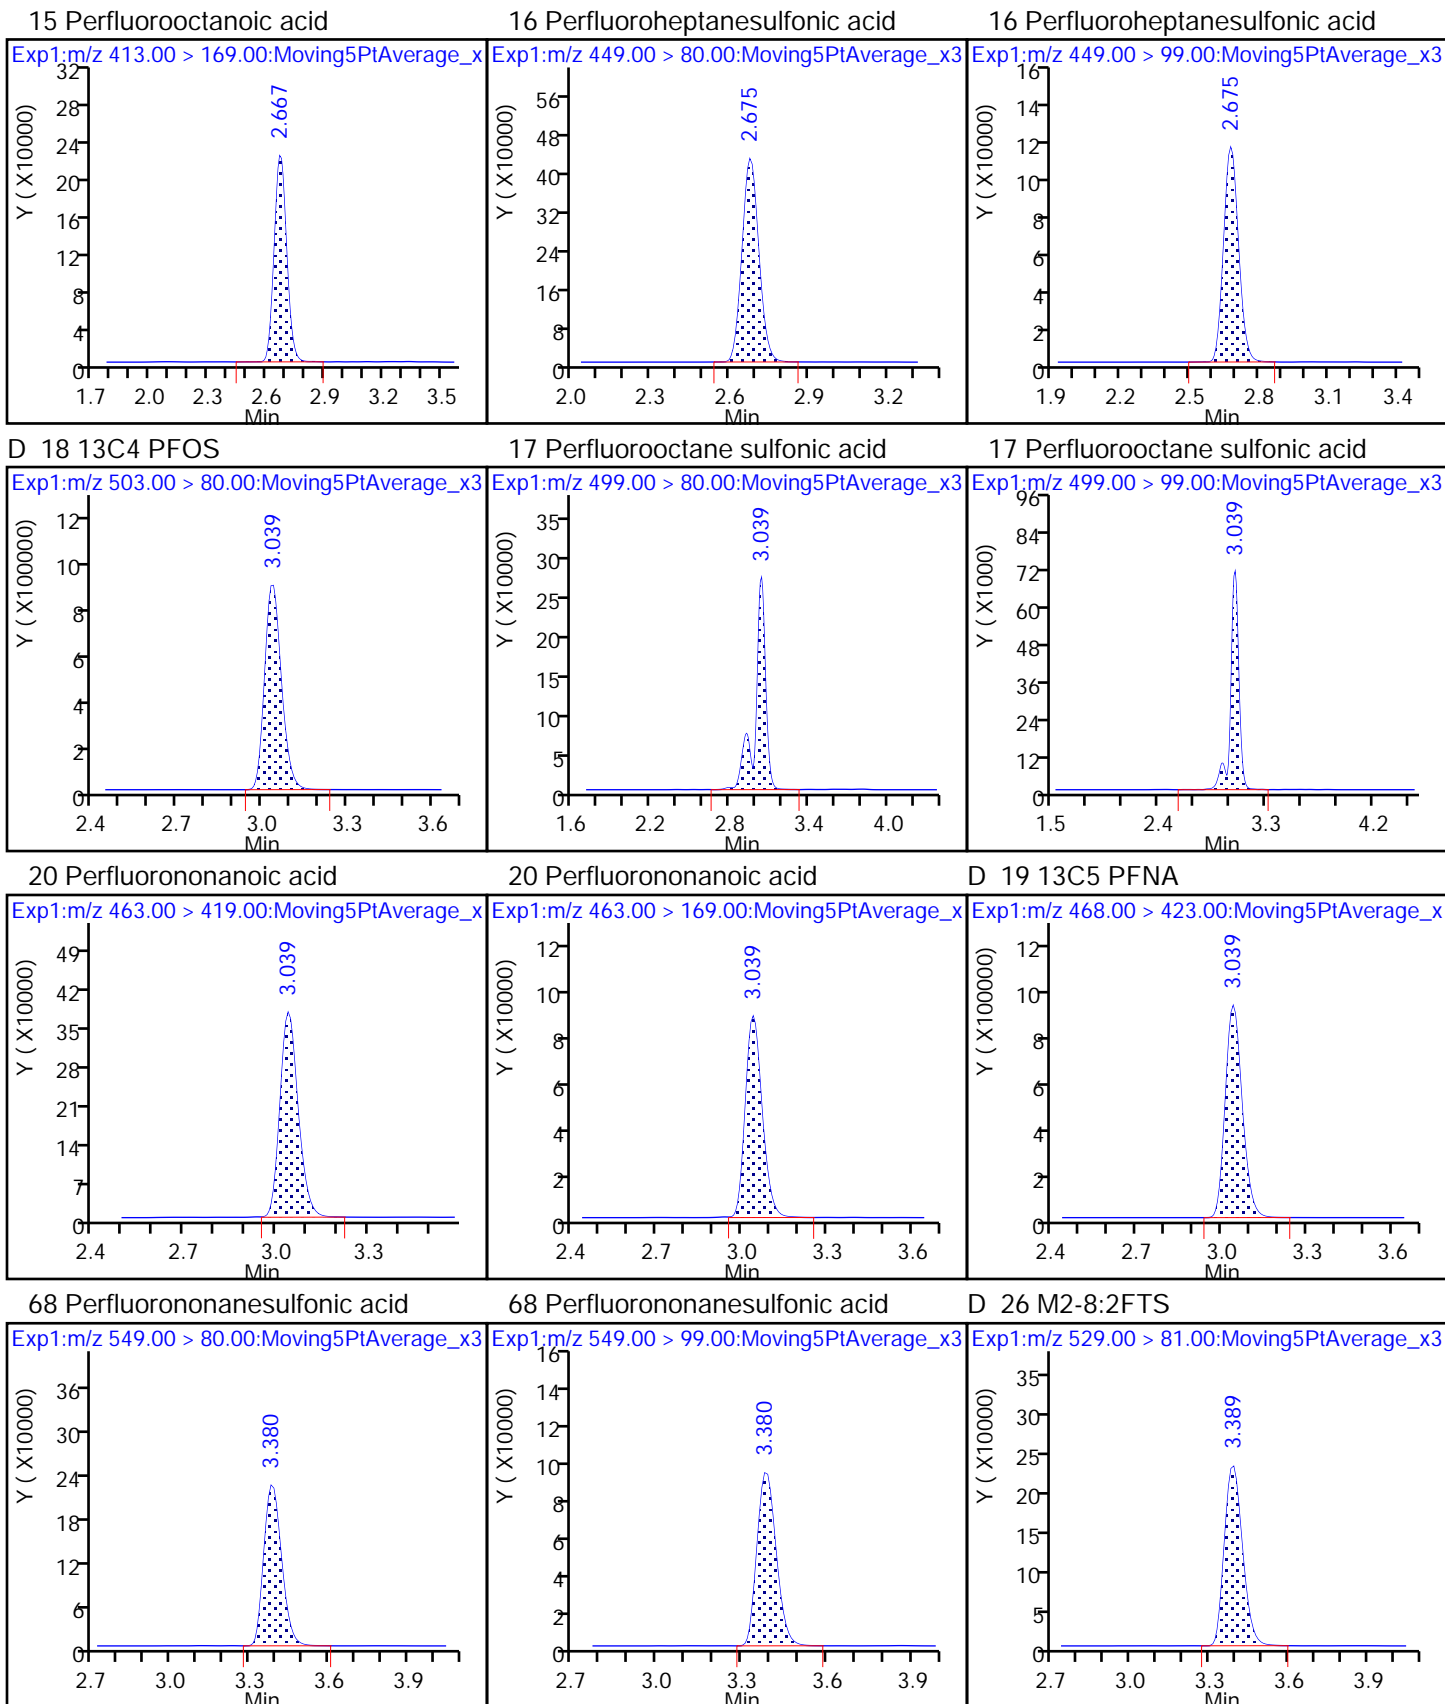 15 Perfluorooctanoic acid
Exp1:m/z 413.00 > 169.00:Moving5PtAverage_x
Y ( X10000)
32
28
24
20
16
12
8
4
0
2.667
1.7 2.0 2.3 2.6 2.9 3.2 3.5
Min
16 Perfluoroheptanesulfonic acid
Exp1:m/z 449.00 > 80.00:Moving5PtAverage_x3
Y ( X10000)
56
48
40
32
24
16
8
0
2.675
2.0 2.3 2.6 2.9 3.2
Min
16 Perfluoroheptanesulfonic acid
Exp1:m/z 449.00 > 99.00:Moving5PtAverage_x3
Y ( X10000)
16
14
12
10
8
6
4
2
0
2.675
1.9 2.2 2.5 2.8 3.1 3.4
Min
D 18 13C4 PFOS
Exp1:m/z 503.00 > 80.00:Moving5PtAverage_x3
Y ( X100000)
12
10
8
6
4
2
0
3.039
2.4 2.7 3.0 3.3 3.6
Min
17 Perfluorooctane sulfonic acid
Exp1:m/z 499.00 > 80.00:Moving5PtAverage_x3
Y ( X10000)
35
30
25
20
15
10
5
0
3.039
1.6 2.2 2.8 3.4 4.0
Min
17 Perfluorooctane sulfonic acid
Exp1:m/z 499.00 > 99.00:Moving5PtAverage_x3
Y ( X1000)
96
84
72
60
48
36
24
12
0
3.039
1.5 2.4 3.3 4.2
Min
20 Perfluorononanoic acid
Exp1:m/z 463.00 > 419.00:Moving5PtAverage_x
Y ( X10000)
49
42
35
28
21
14
7
0
3.039
2.4 2.7 3.0 3.3
Min
20 Perfluorononanoic acid
Exp1:m/z 463.00 > 169.00:Moving5PtAverage_x
Y ( X10000)
12
10
8
6
4
2
0
3.039
2.4 2.7 3.0 3.3 3.6
Min
D 19 13C5 PFNA
Exp1:m/z 468.00 > 423.00:Moving5PtAverage_x
Y ( X100000)
12
10
8
6
4
2
0
3.039
2.4 2.7 3.0 3.3 3.6
Min
68 Perfluorononanesulfonic acid
Exp1:m/z 549.00 > 80.00:Moving5PtAverage_x3
Y ( X10000)
36
30
24
18
12
6
0
3.380
2.7 3.0 3.3 3.6 3.9
Min
68 Perfluorononanesulfonic acid
Exp1:m/z 549.00 > 99.00:Moving5PtAverage_x3
Y ( X10000)
16
14
12
10
8
6
4
2
0
3.380
2.7 3.0 3.3 3.6 3.9
Min
D 26 M2-8:2FTS
Exp1:m/z 529.00 > 81.00:Moving5PtAverage_x3
Y ( X10000)
35
30
25
20
15
10
5
0
3.389
2.7 3.0 3.3 3.6 3.9
Min